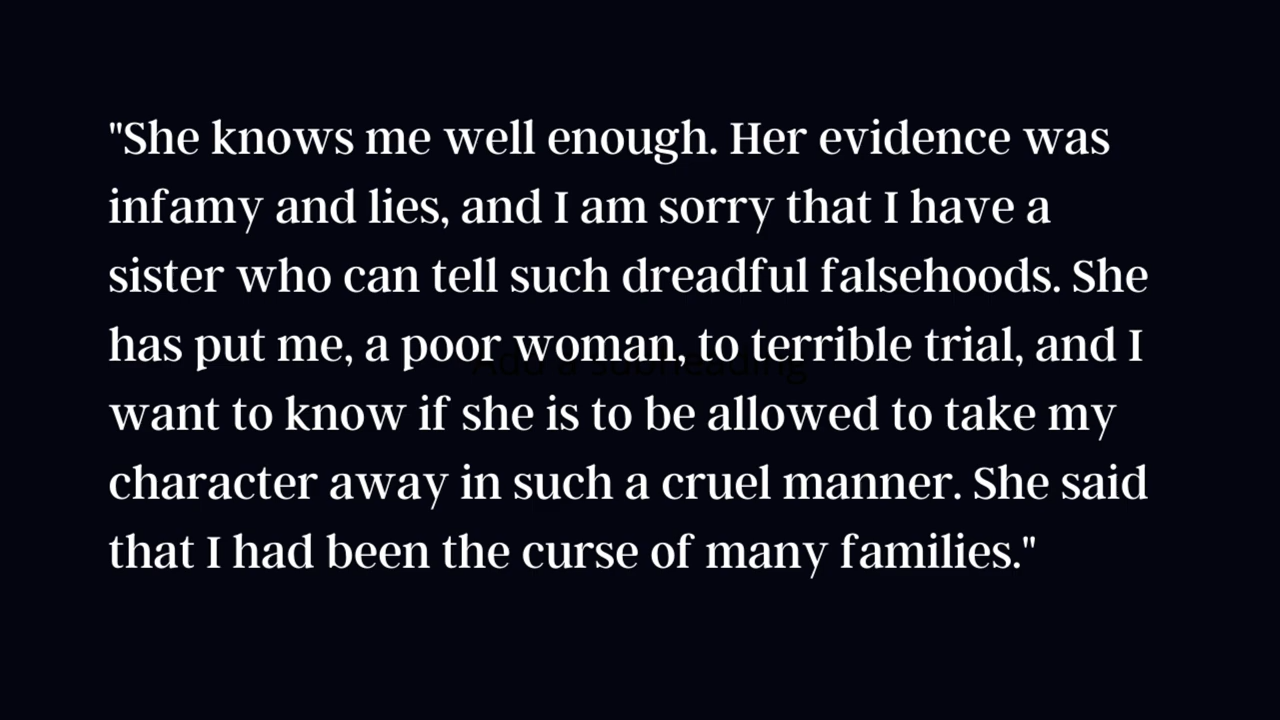 "She knows me well enough. Her evidence was
infamy and lies, and I am sorry that I have a
sister who can tell such dreadful falsehoods. She
has put me, a poor woman, to terrible trial, and I
Add a subheading
want to know if she is to be allowed to take my
character away in such a cruel manner. She said
that I had been the curse of many families."